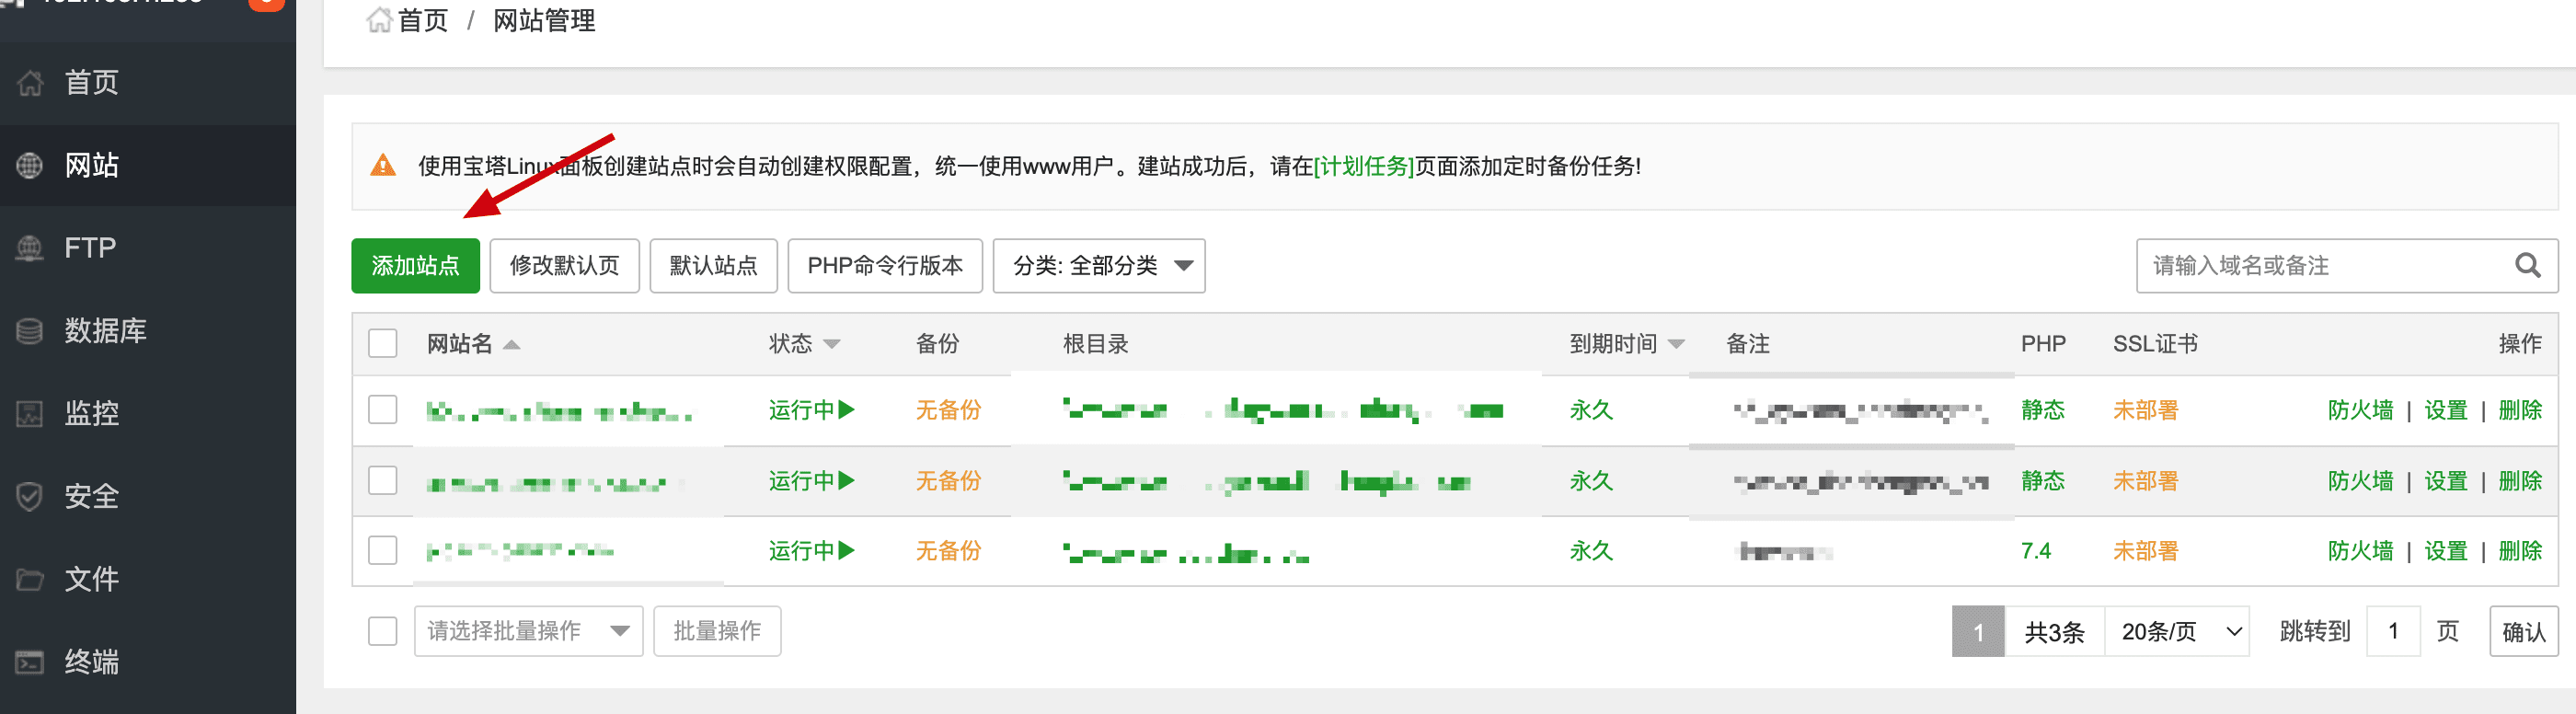 首页 / 网站管理
首页
网站
FTP
数据库
监控
安全
文件
终端
使用宝塔Linux面板创建站点时会自动创建权限配置，统一使用www用户。建站成功后，请在[计划任务]页面添加定时备份任务!
添加站点 修改默认页 默认站点 PHP命令行版本 分类: 全部分类 请输入域名或备注
网站名 状态 备份 根目录 到期时间 备注 PHP SSL证书 操作
运行中 无备份 永久 静态 未部署 防火墙 | 设置 | 删除
运行中 无备份 永久 静态 未部署 防火墙 | 设置 | 删除
运行中 无备份 永久 7.4 未部署 防火墙 | 设置 | 删除
请选择批量操作 批量操作 1 共3条 20条/页 跳转到 1 页 确认